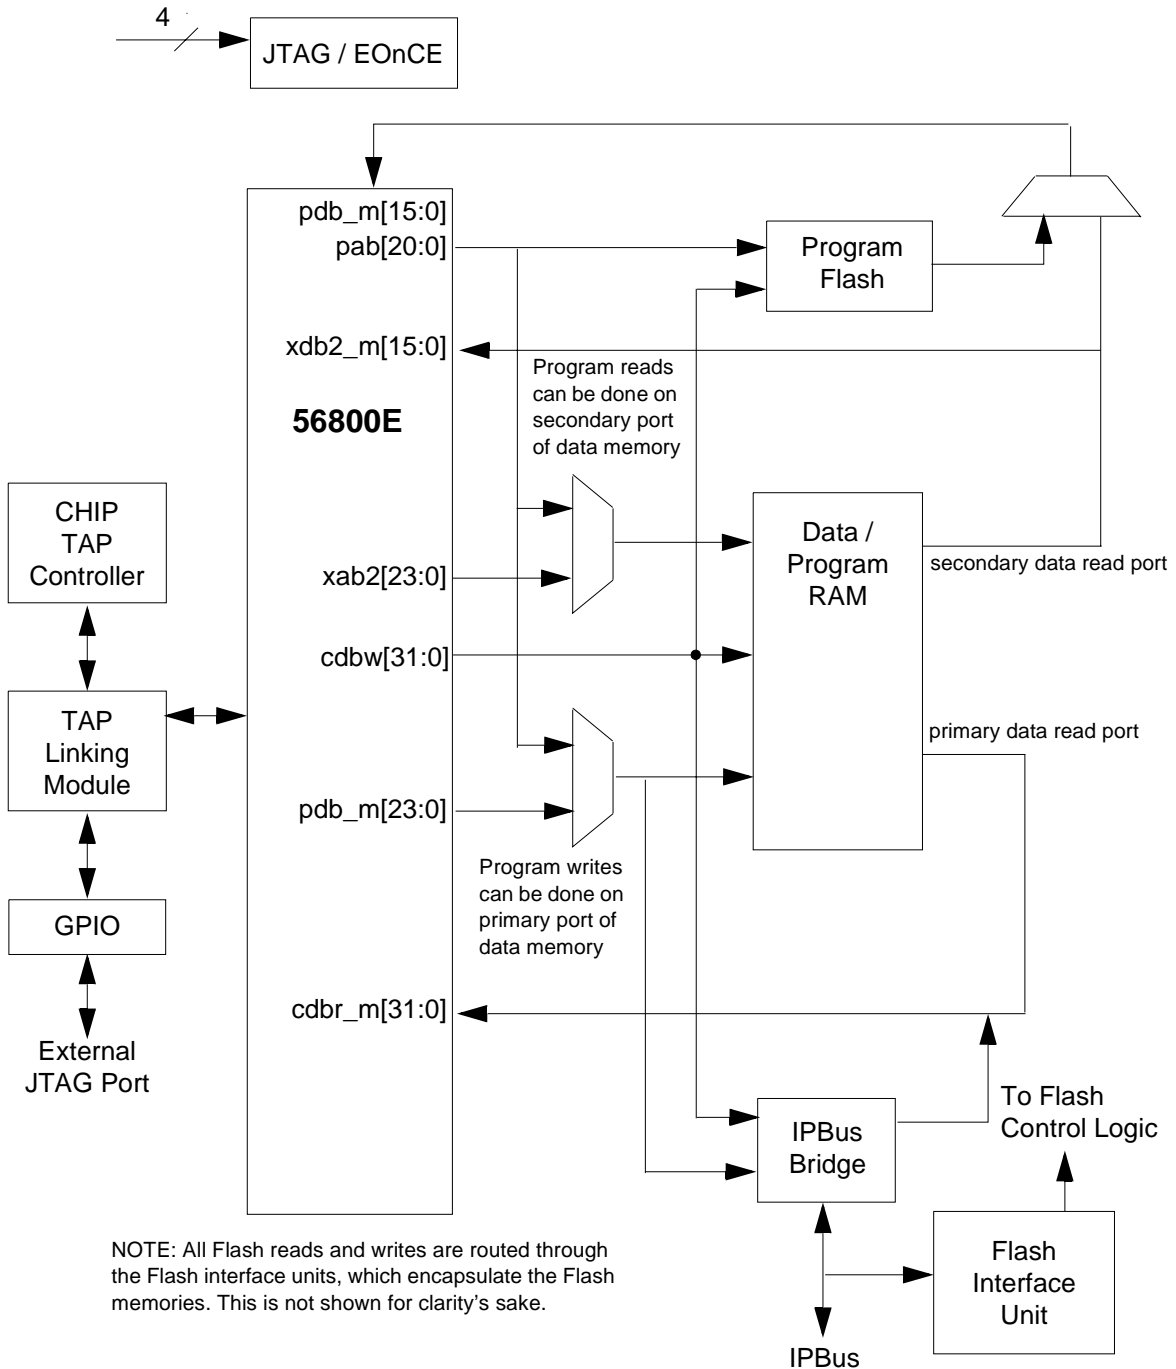 4
JTAG / EOnCE
pdb_m[15:0]
pab[20:0]
Program
Flash
xdb2_m[15:0]
Program reads
can be done on
secondary port
of data memory
56800E
CHIP
TAP
Controller
Data /
Program
RAM
secondary data read port
xab2[23:0]
cdbw[31:0]
TAP
Linking
Module
primary data read port
pdb_m[23:0]
Program writes
can be done on
primary port of
data memory
GPIO
cdbr_m[31:0]
External
JTAG Port
To Flash
Control Logic
IPBus
Bridge
Flash
Interface
Unit
NOTE: All Flash reads and writes are routed through
the Flash interface units, which encapsulate the Flash
memories. This is not shown for clarity's sake.
IPBus